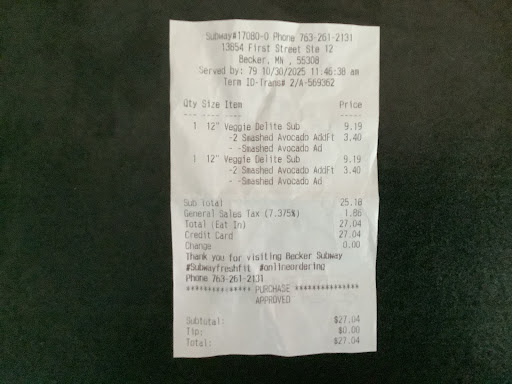 Subway#17080-0 Phone 763-261-2131
13654 First Street Ste 12
Becker, MN , 55308
Served by: 79 10/30/2025 11:46:38 am
Term ID-Trans# 2/A-569362
Qty Size Item Price
--- ---- ---- -----
1 12" Veggie Delite Sub 9.19
-2 Smashed Avocado AddFt 3.40
- -Smashed Avocado Ad
1 12" Veggie Delite Sub 9.19
-2 Smashed Avocado AddFt 3.40
- -Smashed Avocado Ad
Sub Total 25.18
General Sales Tax (7.375%) 1.86
Total (Eat In) 27.04
Credit Card 27.04
Change 0.00
Thank you for visiting Becker Subway
#Subwayfreshfit #onlineordering
Phone 763-261-2131
*************** PURCHASE ***************
APPROVED
Subtotal: $27.04
Tip: $0.00
Total: $27.04